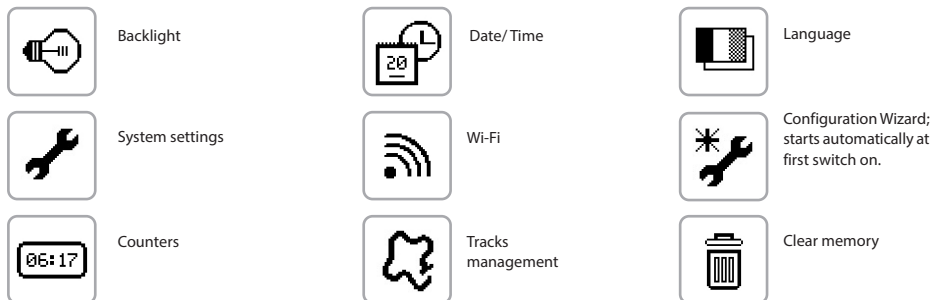 Backlight
20
Date/ Time
Language
System settings
Wi-Fi
Configuration Wizard;
starts automatically at
first switch on.
06:17
Counters
Tracks
management
Clear memory